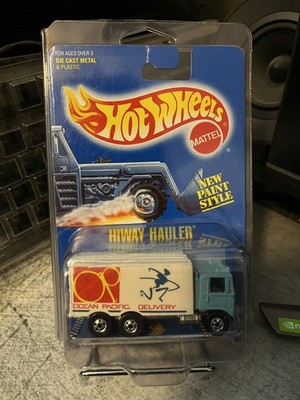 FOR AGES OVER 3
DIE CAST METAL
& PLASTIC
HOT WHEELS
MATTEL
NEW
PAINT
STYLE
HIWAY HAULER
OP
OCEAN PACIFIC DELIVERY